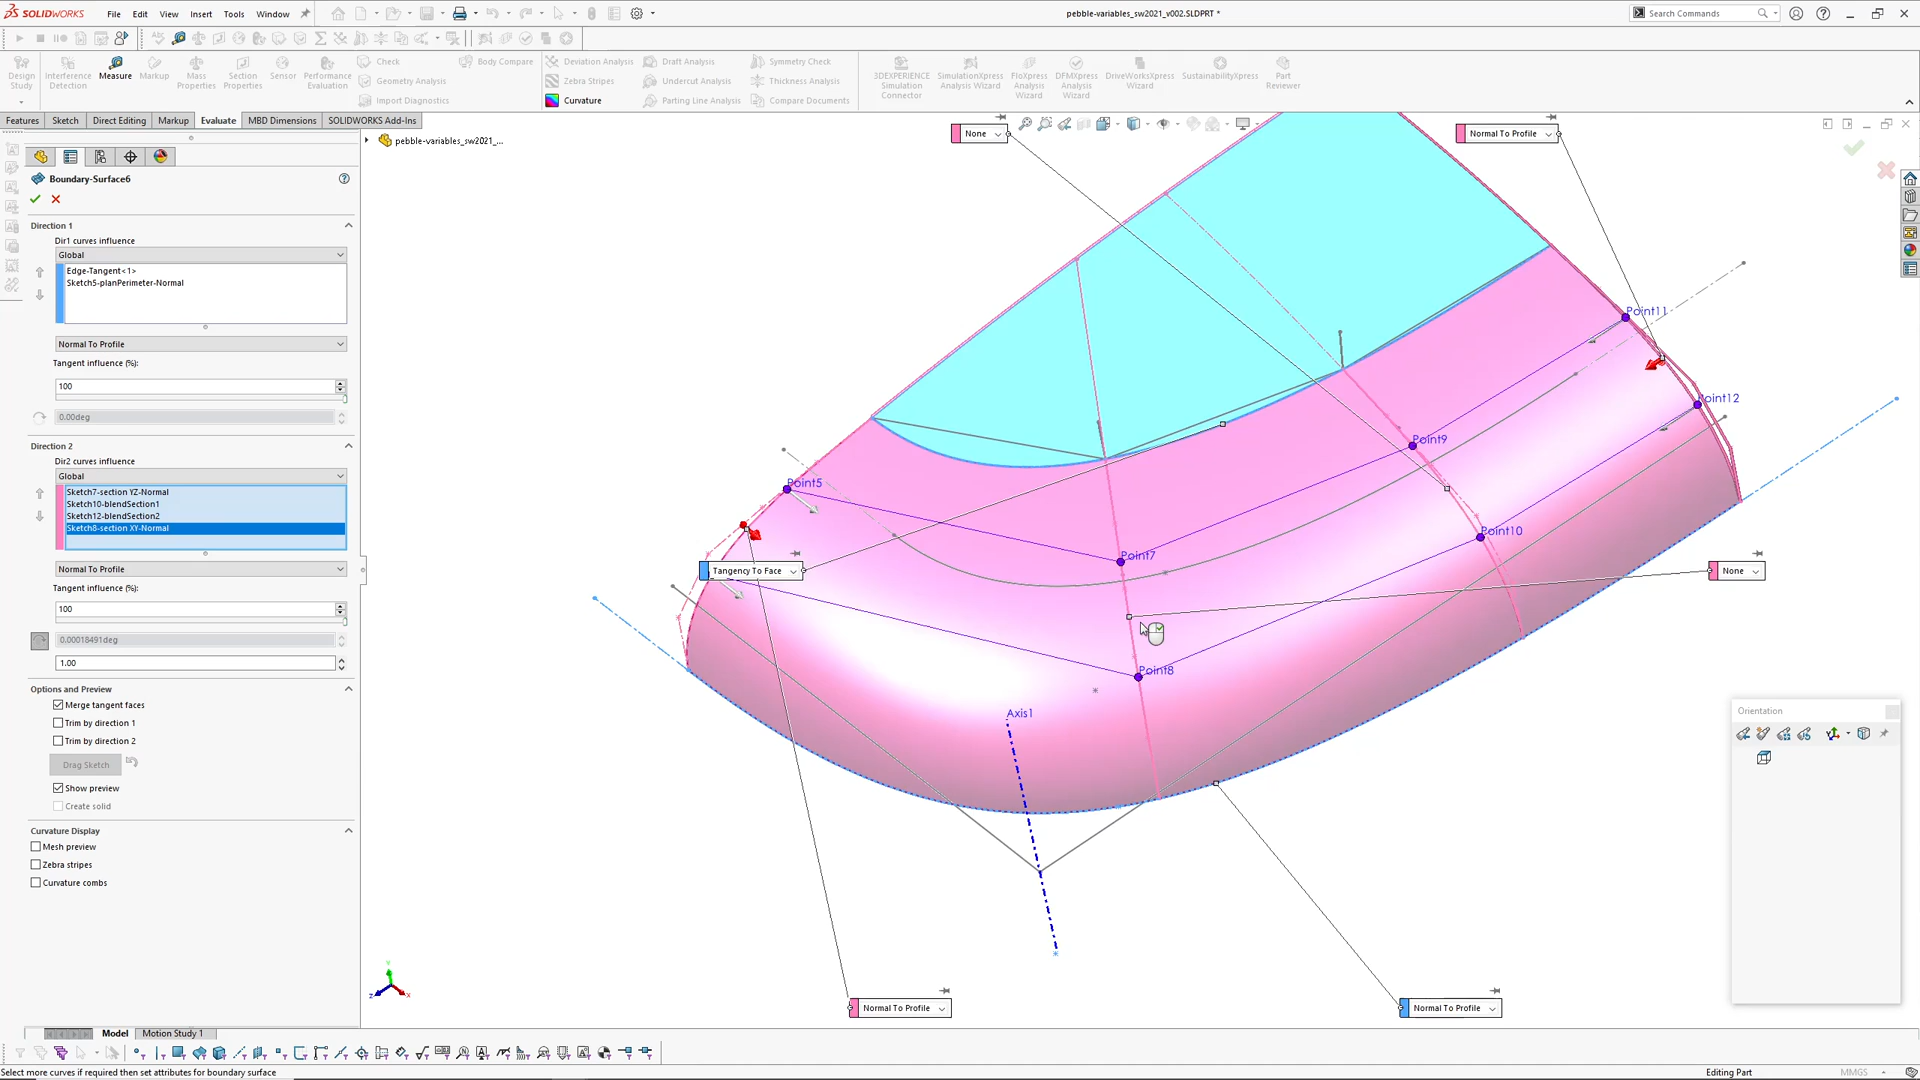 SOLIDWORKS File Edit View Insert Tools Window
pebble-variables_sw2021_v002.SLDPRT *
Search Commands
Design Study
Interference Detection
Measure
Markup
Mass Properties
Section Properties
Sensor
Performance Evaluation
Check
Geometry Analysis
Import Diagnostics
Body Compare
Deviation Analysis
Zebra Stripes
Curvature
Draft Analysis
Undercut Analysis
Parting Line Analysis
Symmetry Check
Thickness Analysis
Compare Documents
3DEXPERIENCE Simulation Connector
SimulationXpress Analysis Wizard
FloXpress Analysis Wizard
DFMXpress Analysis Wizard
DriveWorksXpress Wizard
SustainabilityXpress
Part Reviewer
Features Sketch Direct Editing Markup Evaluate MBD Dimensions SOLIDWORKS Add-Ins
pebble-variables_sw2021_...
Boundary-Surface6
Direction 1
Dir1 curves influence
Global
Edge-Tangent<1>
Sketch5-planPerimeter-Normal
Normal To Profile
Tangent influence (%):
100
0.00deg
Direction 2
Dir2 curves influence
Global
Sketch7-section YZ-Normal
Sketch10-blendSection1
Sketch12-blendSection2
Sketch8-section XY-Normal
Normal To Profile
Tangent influence (%):
100
0.00018491deg
1.00
Options and Preview
Merge tangent faces
Trim by direction 1
Trim by direction 2
Drag Sketch
Show preview
Create solid
Curvature Display
Mesh preview
Zebra stripes
Curvature combs
None
Normal To Profile
Point11
Point12
Point9
Point5
Point10
Point7
Tangency To Face
None
Point8
Axis1
Orientation
Normal To Profile
Normal To Profile
Model Motion Study 1
Select more curves if required then set attributes for boundary surface
Editing Part
MMGS